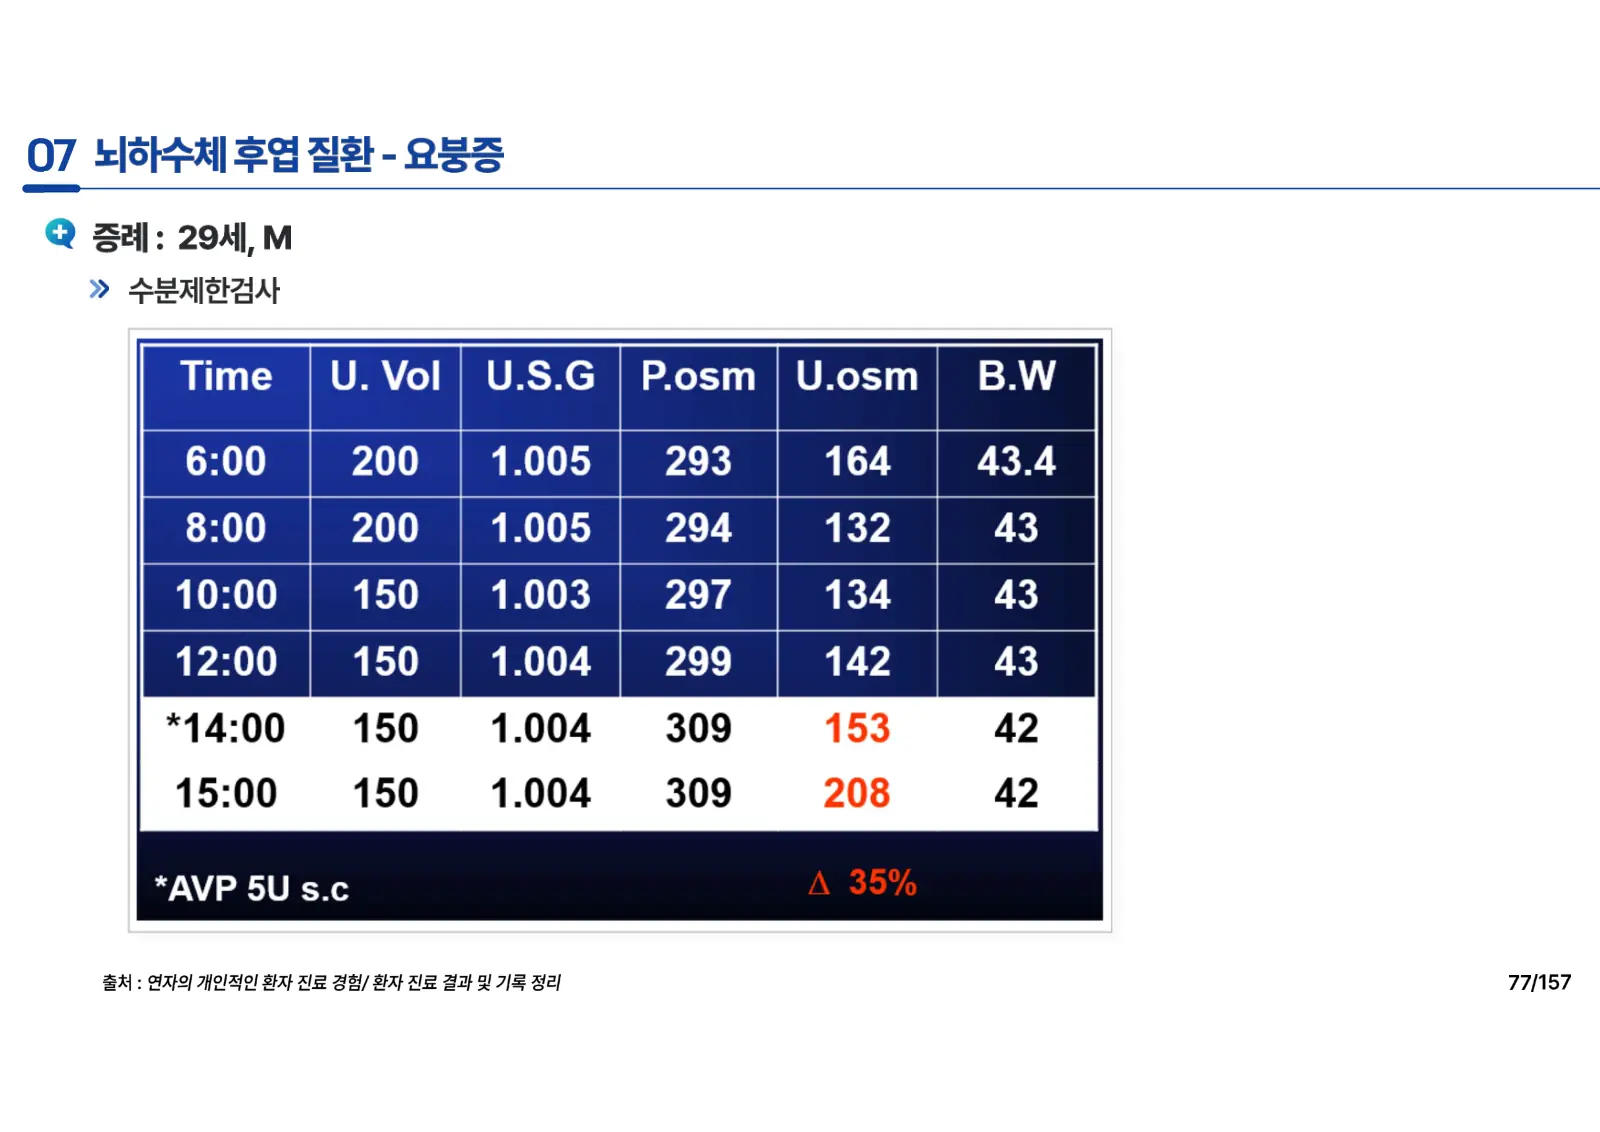 07 뇌하수체 후엽 질환 - 요붕증
증례 : 29세, M
수분제한검사
Time U. Vol U.S.G P.osm U.osm B.W
6:00 200 1.005 293 164 43.4
8:00 200 1.005 294 132 43
10:00 150 1.003 297 134 43
12:00 150 1.004 299 142 43
*14:00 150 1.004 309 153 42
15:00 150 1.004 309 208 42
*AVP 5U s.c Δ 35%
출처 : 연자의 개인적인 환자 진료 경험/ 환자 진료 결과 및 기록 정리
77/157